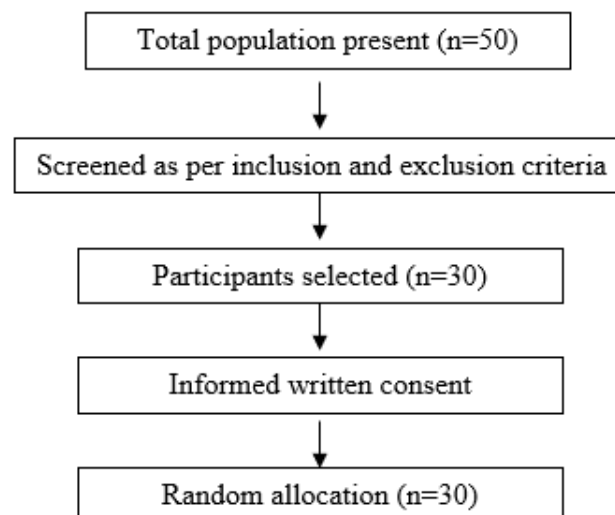 Total population present (n=50)
Screened as per inclusion and exclusion criteria
Participants selected (n=30)
Informed written consent
Random allocation (n=30)